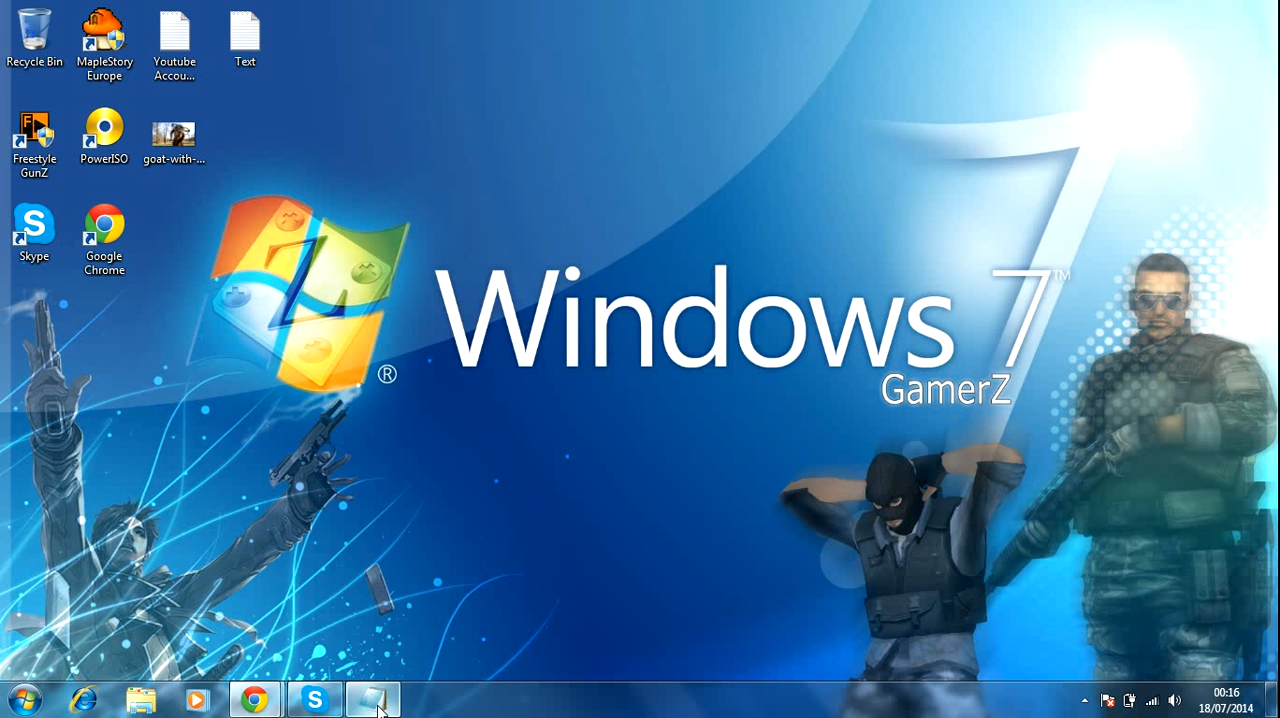 Recycle Bin
MapleStory
Europe
Youtube
Accou...
Text
Freestyle
GunZ
PowerISO
goat-with-...
Skype
Google
Chrome
Windows 7™
GamerZ
®
00:16
18/07/2014